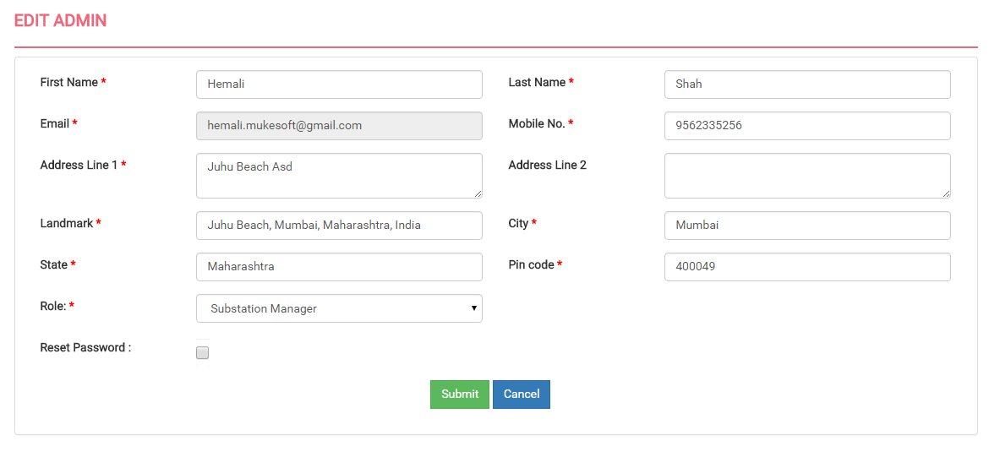 EDIT ADMIN
First Name * Hemali Last Name * Shah
Email * hemali.mukesoft@gmail.com Mobile No. * 9562335256
Address Line 1 * Juhu Beach Asd Address Line 2
Landmark * Juhu Beach, Mumbai, Maharashtra, India City * Mumbai
State * Maharashtra Pin code * 400049
Role: * Substation Manager
Reset Password :
Submit Cancel